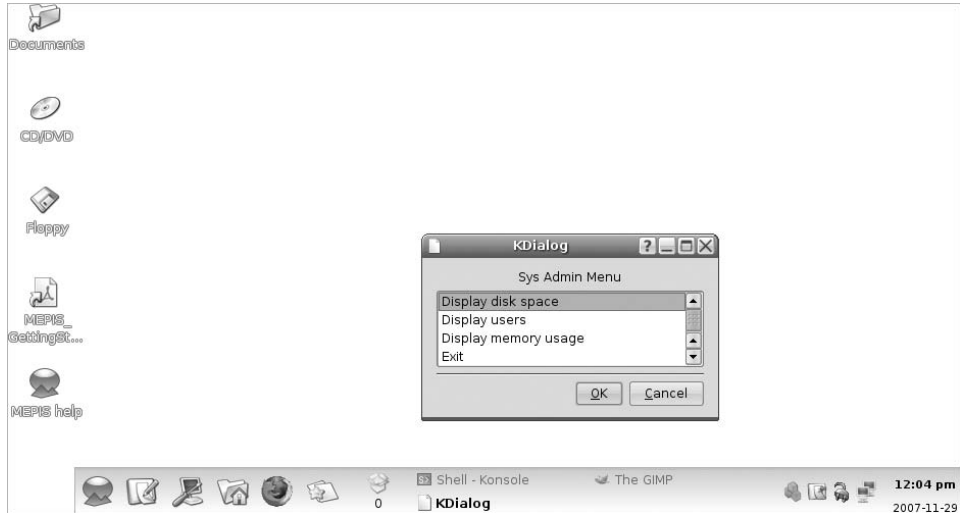 Documents
CD/DVD
Floppy
MEPIS_
GettingSt...
MEPIS help
KDialog
Sys Admin Menu
Display disk space
Display users
Display memory usage
Exit
OK
Cancel
0
Shell - Konsole
The GIMP
KDialog
12:04 pm
2007-11-29